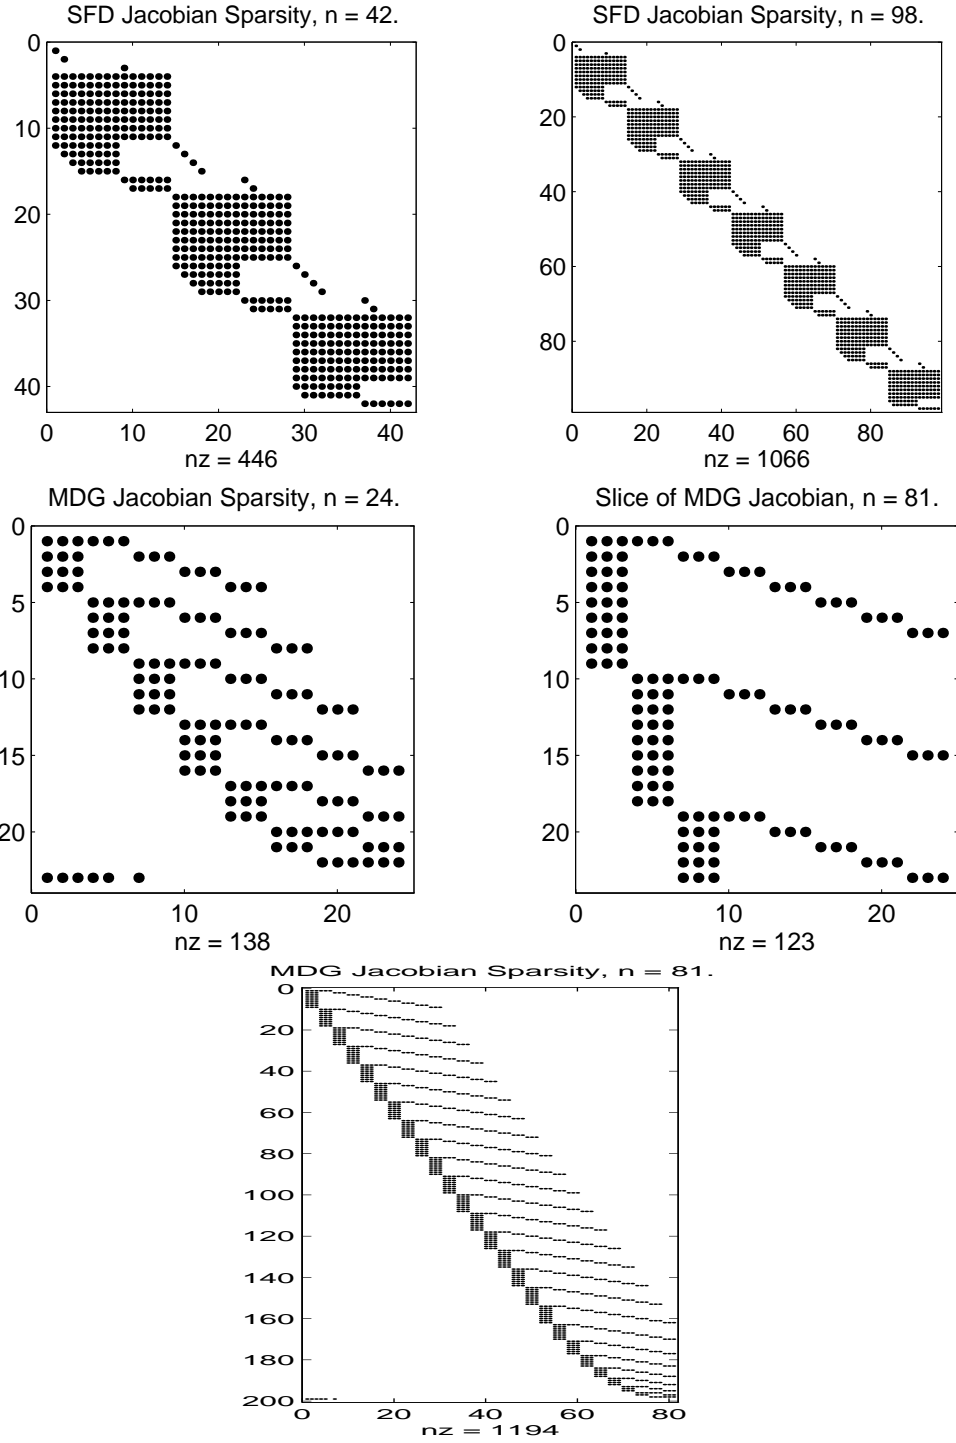 SFD Jacobian Sparsity, n = 42.
0
10
20
30
40
0 10 20 30 40
nz = 446
SFD Jacobian Sparsity, n = 98.
0
20
40
60
80
0 20 40 60 80
nz = 1066
MDG Jacobian Sparsity, n = 24.
0
5
10
15
20
0 10 20
nz = 138
Slice of MDG Jacobian, n = 81.
0
5
10
15
20
0 10 20
nz = 123
MDG Jacobian Sparsity, n = 81.
0
20
40
60
80
100
120
140
160
180
200
0 20 40 60 80
nz = 1194